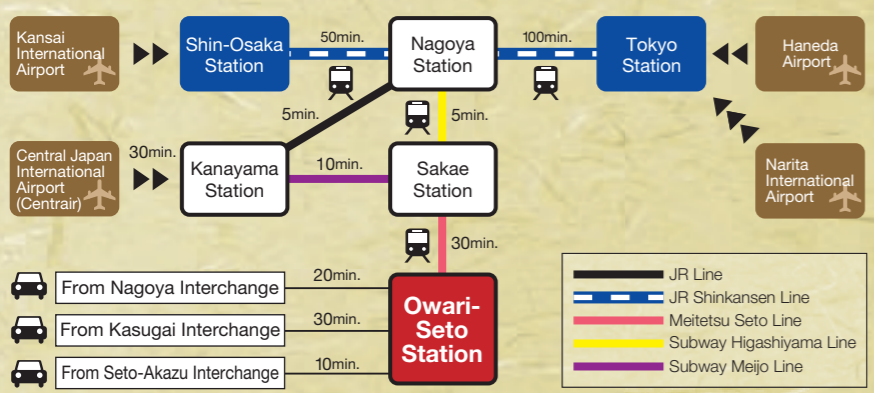 Kansai
International
Airport
Shin-Osaka
Station
50min.
Nagoya
Station
100min.
Tokyo
Station
Haneda
Airport
5min.
5min.
Central Japan
International
Airport
(Centrair)
30min.
Kanayama
Station
10min.
Sakae
Station
Narita
International
Airport
30min.
From Nagoya Interchange
20min.
From Kasugai Interchange
30min.
From Seto-Akazu Interchange
10min.
Owari-
Seto
Station
JR Line
JR Shinkansen Line
Meitetsu Seto Line
Subway Higashiyama Line
Subway Meijo Line